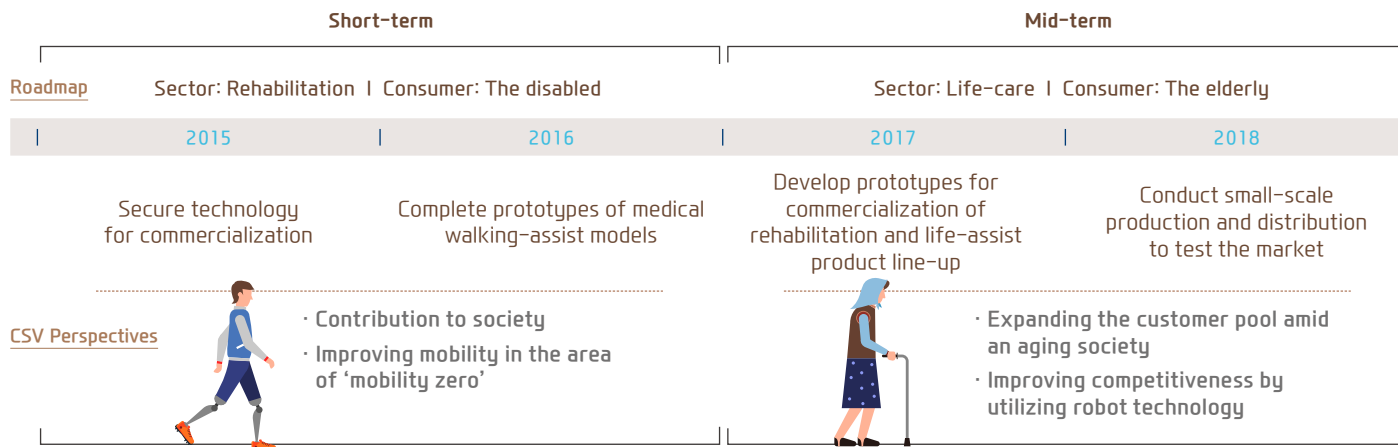 Short-term
Mid-term
Roadmap
Sector: Rehabilitation | Consumer: The disabled
Sector: Life-care | Consumer: The elderly
2015
2016
2017
2018
Secure technology
for commercialization
Complete prototypes of medical
walking-assist models
Develop prototypes for
commercialization of
rehabilitation and life-assist
product line-up
Conduct small-scale
production and distribution
to test the market
CSV Perspectives
· Contribution to society
· Improving mobility in the area
of ‘mobility zero’
· Expanding the customer pool amid
an aging society
· Improving competitiveness by
utilizing robot technology